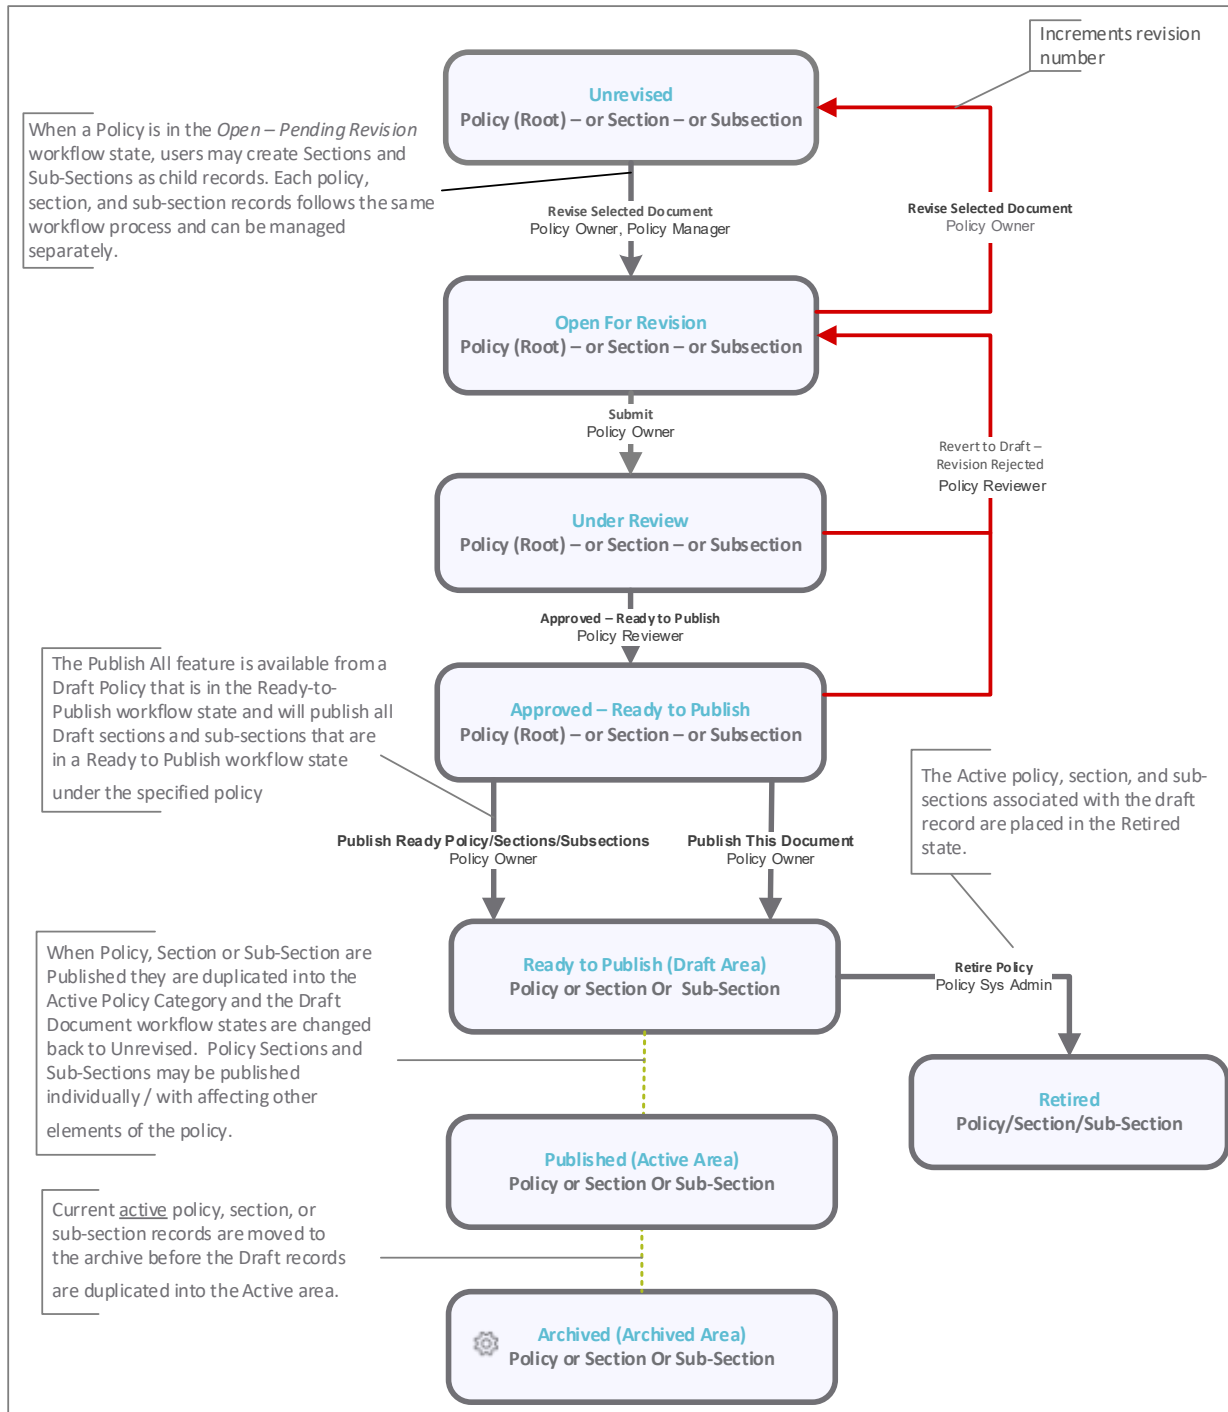 Increments revision
number
Unrevised
Policy (Root) – or Section – or Subsection
When a Policy is in the Open – Pending Revision
workflow state, users may create Sections and
Sub-Sections as child records. Each policy,
section, and sub-section records follows the same
workflow process and can be managed
separately.
Revise Selected Document
Policy Owner, Policy Manager
Revise Selected Document
Policy Owner
Open For Revision
Policy (Root) – or Section – or Subsection
Submit
Policy Owner
Revert to Draft –
Revision Rejected
Policy Reviewer
Under Review
Policy (Root) – or Section – or Subsection
Approved – Ready to Publish
Policy Reviewer
The Publish All feature is available from a
Draft Policy that is in the Ready-to-
Publish workflow state and will publish all
Draft sections and sub-sections that are
in a Ready to Publish workflow state
under the specified policy
Approved – Ready to Publish
Policy (Root) – or Section – or Subsection
The Active policy, section, and sub-
sections associated with the draft
record are placed in the Retired
state.
Publish Ready Policy/Sections/Subsections
Policy Owner
Publish This Document
Policy Owner
When Policy, Section or Sub-Section are
Published they are duplicated into the
Active Policy Category and the Draft
Document workflow states are changed
back to Unrevised. Policy Sections and
Sub-Sections may be published
individually / with affecting other
elements of the policy.
Ready to Publish (Draft Area)
Policy or Section Or Sub-Section
Retire Policy
Policy Sys Admin
Retired
Policy/Section/Sub-Section
Published (Active Area)
Policy or Section Or Sub-Section
Current active policy, section, or
sub-section records are moved to
the archive before the Draft records
are duplicated into the Active area.
Archived (Archived Area)
Policy or Section Or Sub-Section